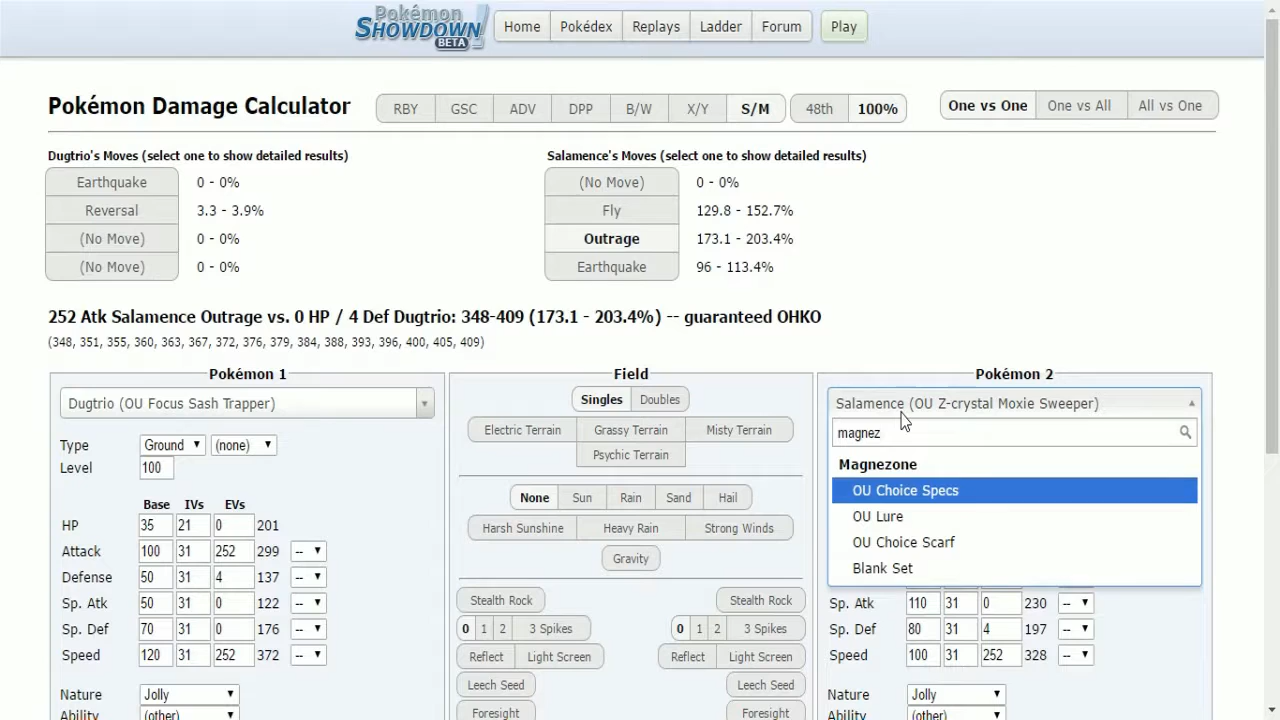 Pokémon SHOWDOWN! BETA Home Pokédex Replays Ladder Forum Play
Pokémon Damage Calculator RBY GSC ADV DPP B/W X/Y S/M 48th 100% One vs One One vs All All vs One
Dugtrio's Moves (select one to show detailed results) Salamence's Moves (select one to show detailed results)
Earthquake 0 - 0% (No Move) 0 - 0%
Reversal 3.3 - 3.9% Fly 129.8 - 152.7%
(No Move) 0 - 0% Outrage 173.1 - 203.4%
(No Move) 0 - 0% Earthquake 96 - 113.4%
252 Atk Salamence Outrage vs. 0 HP / 4 Def Dugtrio: 348-409 (173.1 - 203.4%) -- guaranteed OHKO
(348, 351, 355, 360, 363, 367, 372, 376, 379, 384, 388, 393, 396, 400, 405, 409)
Pokémon 1 Field Pokémon 2
Dugtrio (OU Focus Sash Trapper) Singles Doubles Salamence (OU Z-crystal Moxie Sweeper)
Electric Terrain Grassy Terrain Misty Terrain magnez
Type Ground (none) Psychic Terrain Magnezone
Level 100 OU Choice Specs
Base IVs EVs None Sun Rain Sand Hail OU Lure
HP 35 21 0 201 Harsh Sunshine Heavy Rain Strong Winds
Attack 100 31 252 299 -- Gravity OU Choice Scarf
Defense 50 31 4 137 -- Blank Set
Sp. Atk 50 31 0 122 -- Stealth Rock Stealth Rock Sp. Atk 110 31 0 230 --
Sp. Def 70 31 0 176 -- 0 1 2 3 Spikes 0 1 2 3 Spikes Sp. Def 80 31 4 197 --
Speed 120 31 252 372 -- Reflect Light Screen Reflect Light Screen Speed 100 31 252 328 --
Leech Seed Leech Seed
Nature Jolly Nature Jolly
Ability (other) Foresight Foresight Ability (other)